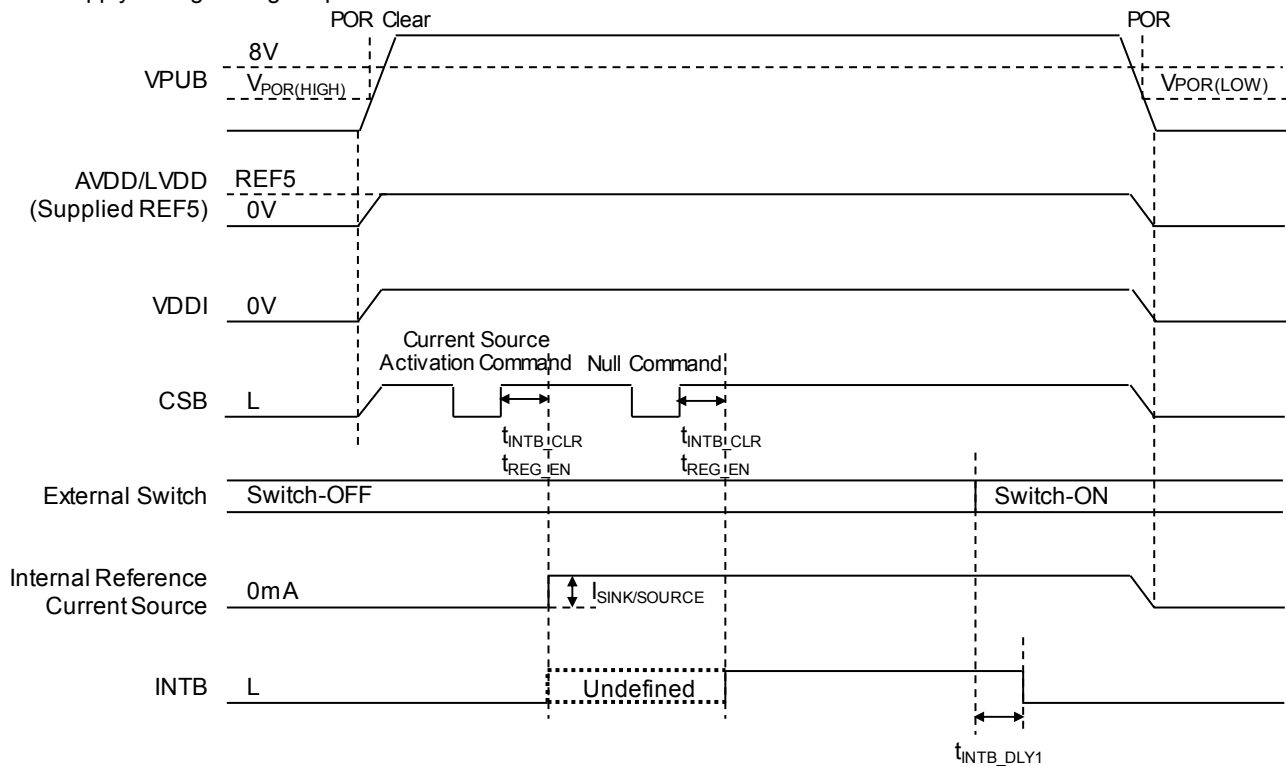 POR Clear
POR
8V
VPUB
VPOR(HIGH)
VPOR(LOW)
AVDD/LVDD
(Supplied REF5)
REF5
0V
VDDI
0V
Current Source
Activation Command
Null Command
CSB
L
tINTB_CLR
tREG_EN
tINTB_CLR
tREG_EN
External Switch
Switch-OFF
Switch-ON
Internal Reference
Current Source
0mA
ISINK/SOURCE
INTB
L
Undefined
tINTB_DLY1